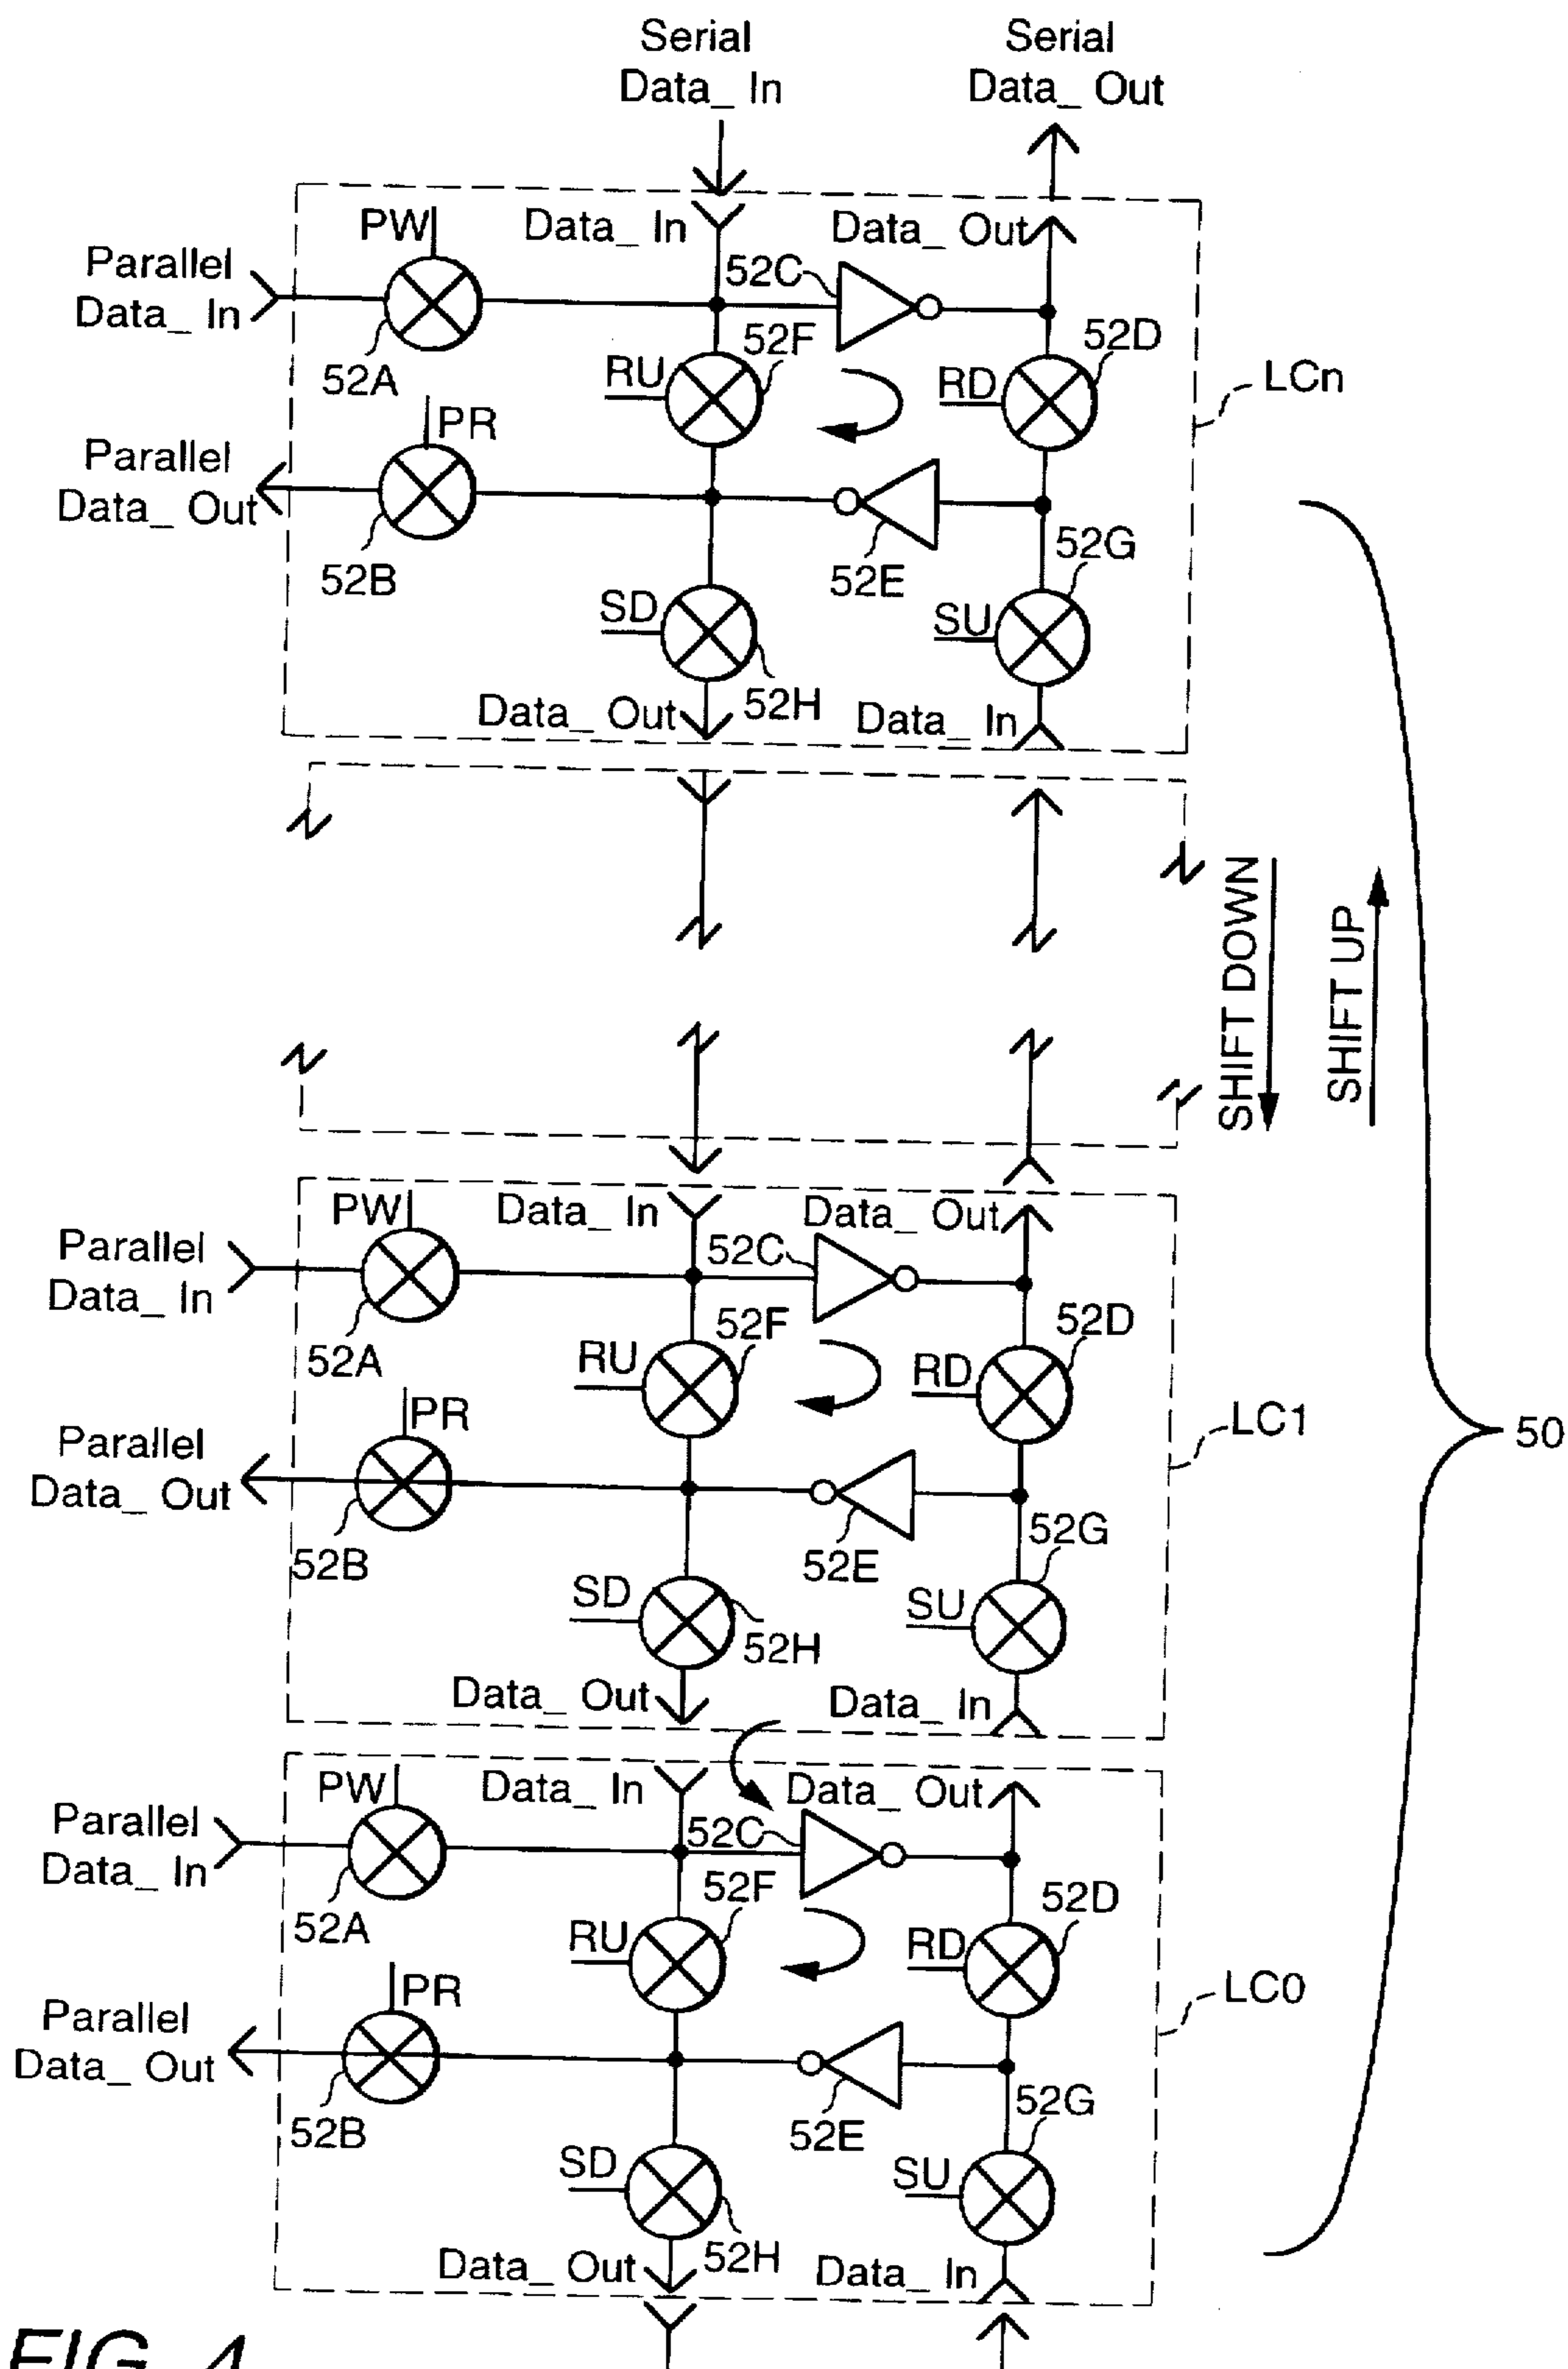 Serial
Data_ In
Serial
Data_ Out
PW
Data_ In
Data_ Out
Parallel
Data_ In
52C
52F
52D
52A
RU
RD
LCn
PR
Parallel
Data_ Out
52G
52B
52E
SD
SU
52H
Data_ Out
Data_ In
SHIFT DOWN
SHIFT UP
PW
Data_ In
Data_ Out
Parallel
Data_ In
52C
52F
52D
52A
RU
RD
PR
LC1
50
Parallel
Data_ Out
52G
52B
52E
SD
SU
52H
Data_ Out
Data_ In
PW
Data_ In
Data_ Out
Parallel
Data_ In
52C
52F
52D
52A
RU
RD
PR
LC0
Parallel
Data_ Out
52G
52B
52E
SD
SU
52H
Data_ Out
Data_ In
FIG. 4